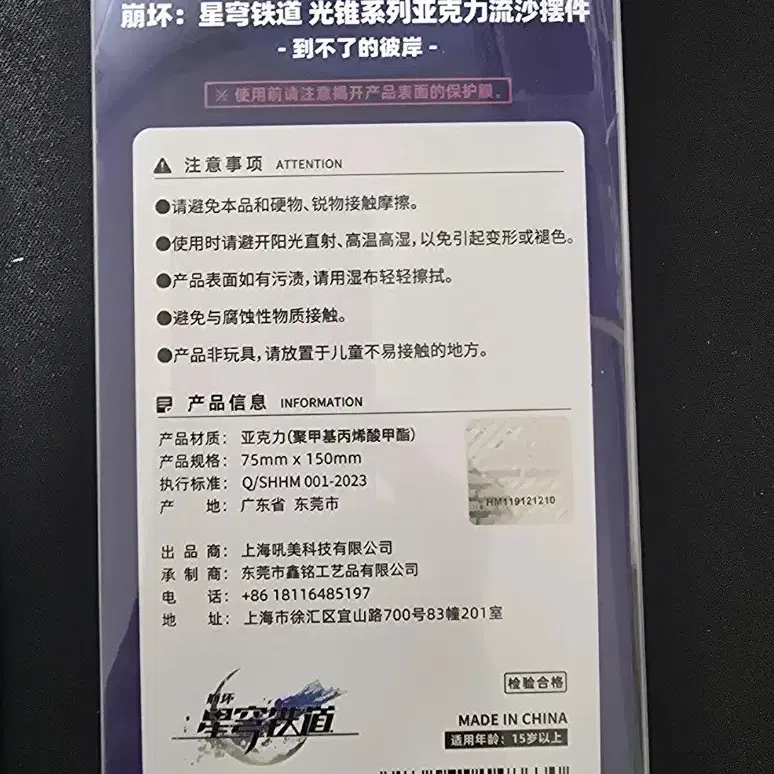 崩坏：星穹铁道 光锥系列亚克力流沙摆件
- 到不了的彼岸 -
※ 使用前请注意揭开产品表面的保护膜。
注意事项 ATTENTION
●请避免本品和硬物、锐物接触摩擦。
●使用时请避开阳光直射、高温高湿，以免引起变形或褪色。
●产品表面如有污渍，请用湿布轻轻擦拭。
●避免与腐蚀性物质接触。
●产品非玩具，请放置于儿童不易接触的地方。
产品信息 INFORMATION
产品材质： 亚克力(聚甲基丙烯酸甲酯)
产品规格： 75mm x 150mm
执行标准： Q/SHHM 001-2023
产 地： 广东省 东莞市
HM119121210
出 品 商： 上海吼美科技有限公司
承 制 商： 东莞市鑫铭工艺品有限公司
电 话： +86 18116485197
地 址： 上海市徐汇区宜山路700号83幢201室
崩坏
星穹铁道
检验合格
MADE IN CHINA
适用年龄：15岁以上